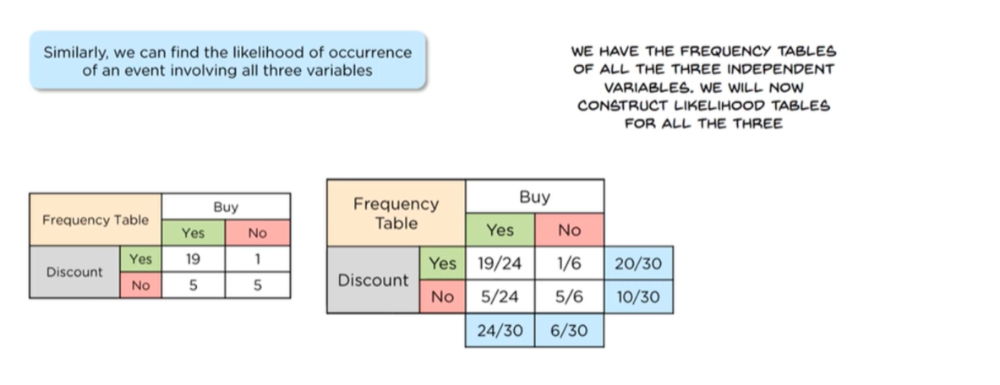 Similarly, we can find the likelihood of occurrence
of an event involving all three variables
WE HAVE THE FREQUENCY TABLES
OF ALL THE THREE INDEPENDENT
VARIABLES. WE WILL NOW
CONSTRUCT LIKELIHOOD TABLES
FOR ALL THE THREE
Frequency Table
Buy
Yes No
Discount
Yes 19 1
No 5 5
Frequency
Table
Buy
Yes No
Discount
Yes 19/24 1/6 20/30
No 5/24 5/6 10/30
24/30 6/30